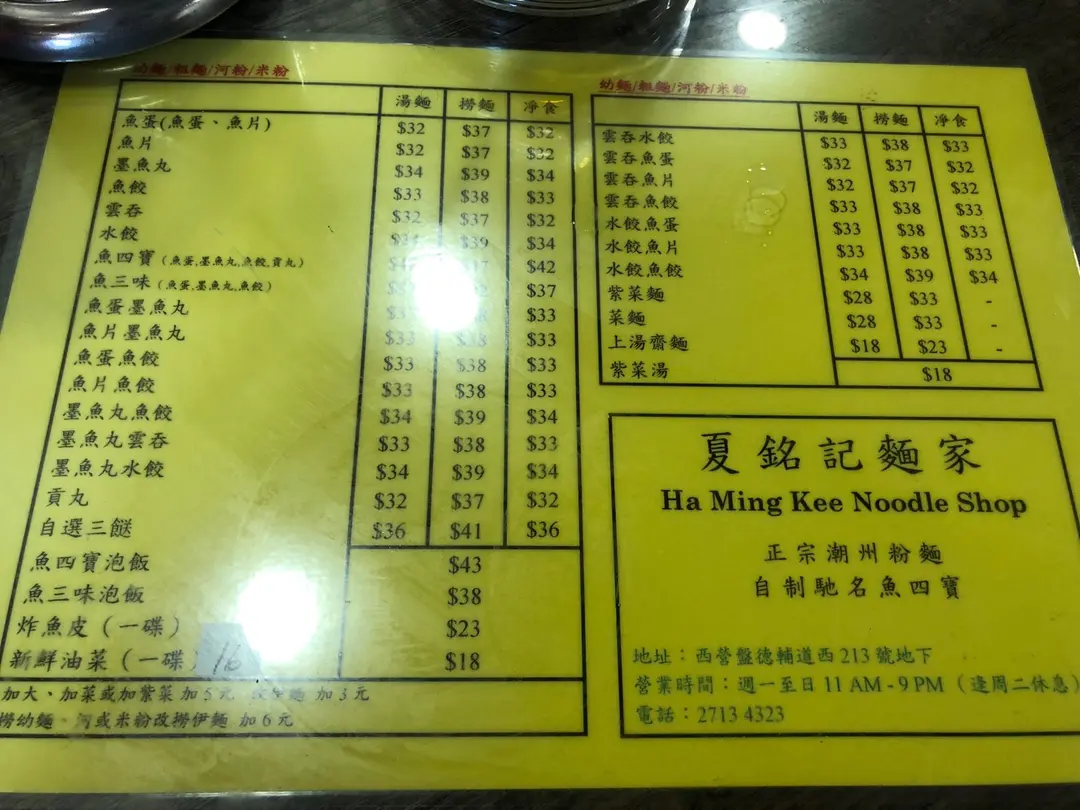 幼麵/粗麵/河粉/米粉
湯麵 撈麵 淨食
魚蛋(魚蛋、魚片) $32 $37 $32
魚片 $32 $37 $32
墨魚丸 $34 $39 $34
魚餃 $33 $38 $33
雲吞 $32 $37 $32
水餃 $34 $39 $34
魚四寶(魚蛋,墨魚丸,魚餃,貢丸) $42
魚三味(魚蛋,墨魚丸,魚餃) $37
魚蛋墨魚丸 $33
魚片墨魚丸 $33 $38 $33
魚蛋魚餃 $33 $38 $33
魚片魚餃 $33 $38 $33
墨魚丸魚餃 $34 $39 $34
墨魚丸雲吞 $33 $38 $33
墨魚丸水餃 $34 $39 $34
貢丸 $32 $37 $32
自選三餸 $36 $41 $36
魚四寶泡飯 $43
魚三味泡飯 $38
炸魚皮（一碟） $23
新鮮油菜（一碟） 16 $18
加大、加菜或加紫菜 加5元 加3元
撈幼麵、河或米粉改撈伊麵 加6元
幼麵/粗麵/河粉/米粉
湯麵 撈麵 淨食
雲吞水餃 $33 $38 $33
雲吞魚蛋 $32 $37 $32
雲吞魚片 $32 $37 $32
雲吞魚餃 $33 $38 $33
水餃魚蛋 $33 $38 $33
水餃魚片 $33 $38 $33
水餃魚餃 $34 $39 $34
紫菜麵 $28 $33 -
菜麵 $28 $33 -
上湯齋麵 $18 $23 -
紫菜湯 $18
夏銘記麵家
Ha Ming Kee Noodle Shop
正宗潮州粉麵
自制馳名魚四寶
地址：西營盤德輔道西 213 號地下
營業時間：週一至日 11 AM - 9 PM（逢周二休息）
電話：2713 4323